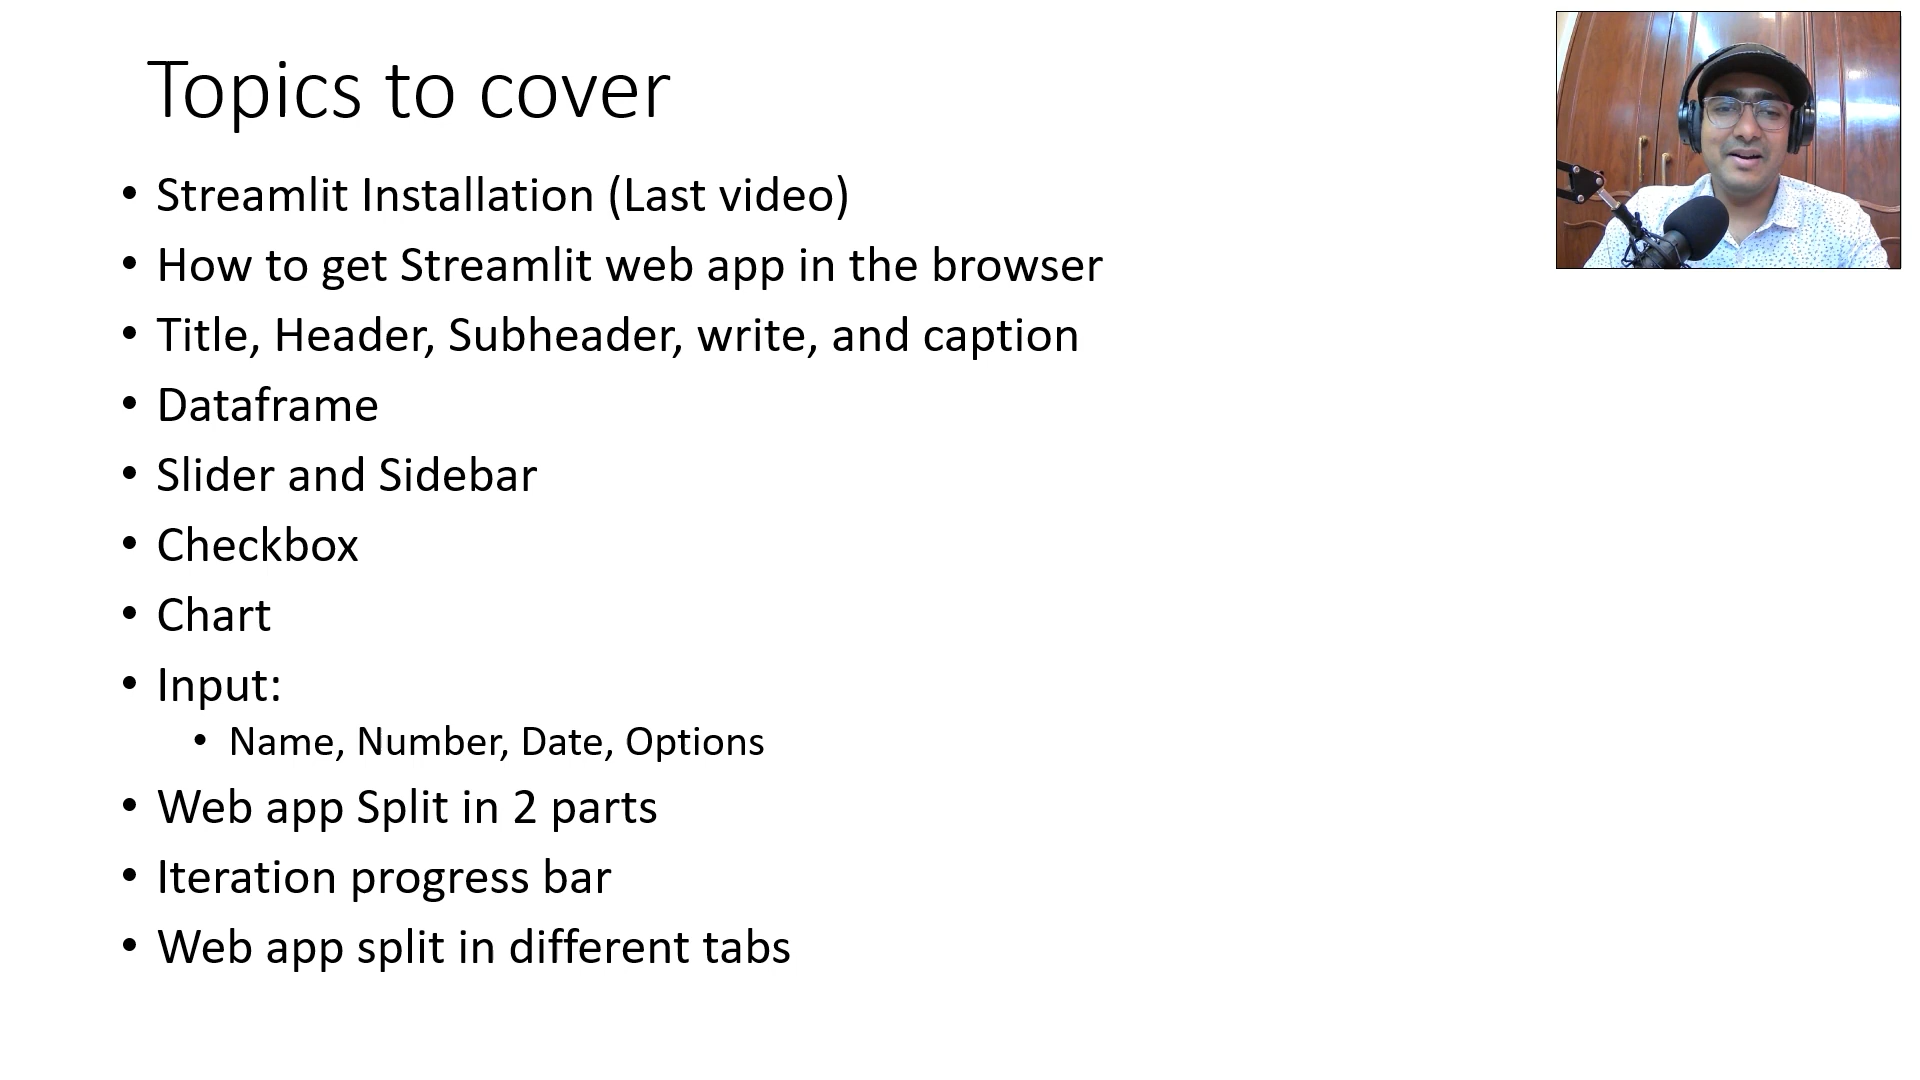 Topics to cover
• Streamlit Installation (Last video)
• How to get Streamlit web app in the browser
• Title, Header, Subheader, write, and caption
• Dataframe
• Slider and Sidebar
• Checkbox
• Chart
• Input:
• Name, Number, Date, Options
• Web app Split in 2 parts
• Iteration progress bar
• Web app split in different tabs